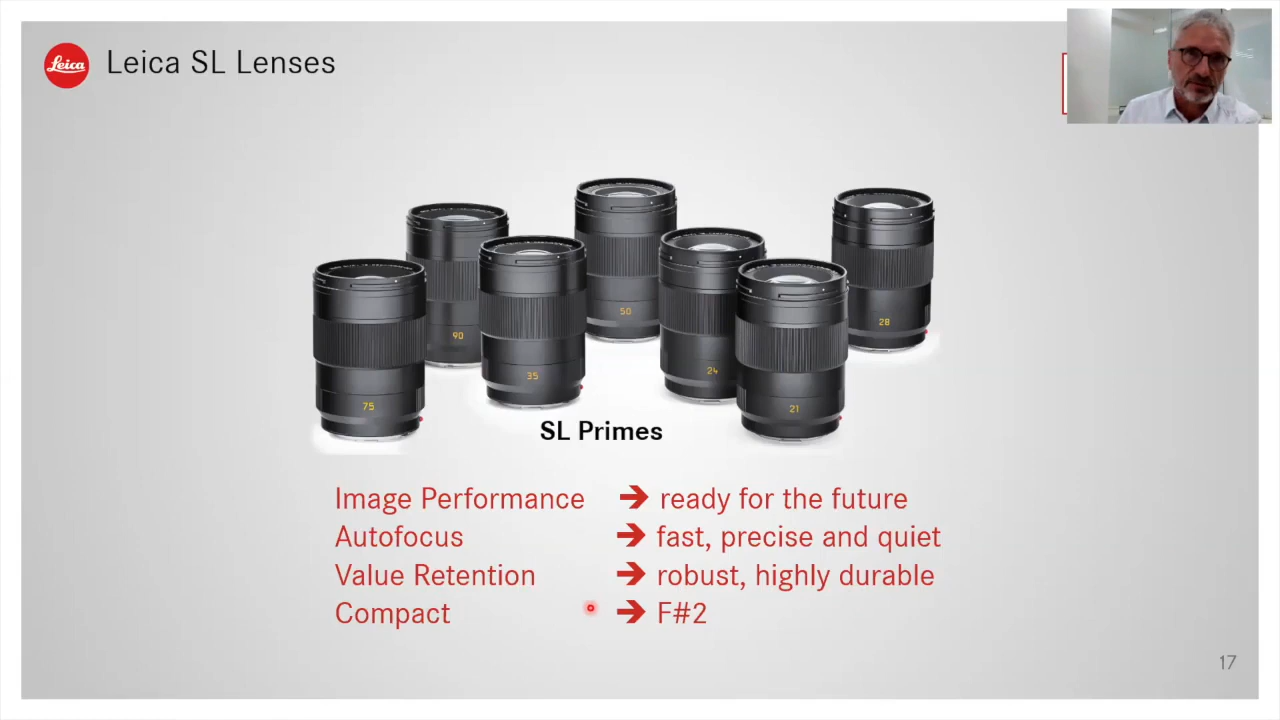 Leica
Leica SL Lenses
50
28
90
24
35
75
21
SL Primes
Image Performance ➔ ready for the future
Autofocus ➔ fast, precise and quiet
Value Retention ➔ robust, highly durable
Compact ➔ F#2
17